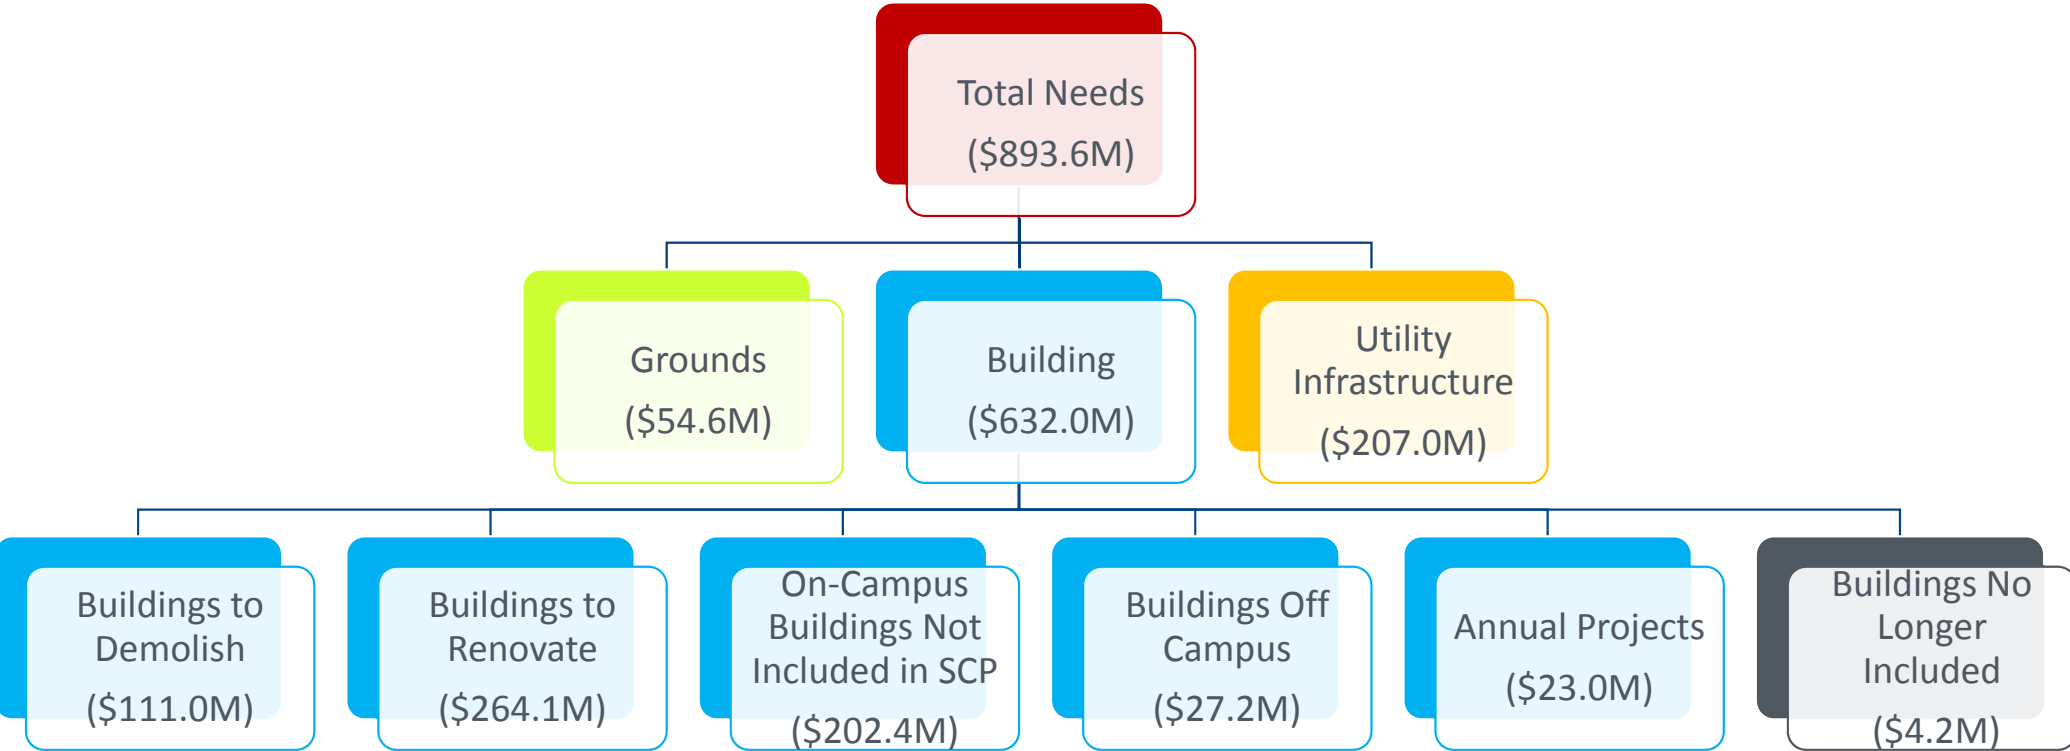 Total Needs
($893.6M)
Grounds
($54.6M)
Building
($632.0M)
Utility
Infrastructure
($207.0M)
Buildings to
Demolish
($111.0M)
Buildings to
Renovate
($264.1M)
On-Campus
Buildings Not
Included in SCP
($202.4M)
Buildings Off
Campus
($27.2M)
Annual Projects
($23.0M)
Buildings No
Longer
Included
($4.2M)